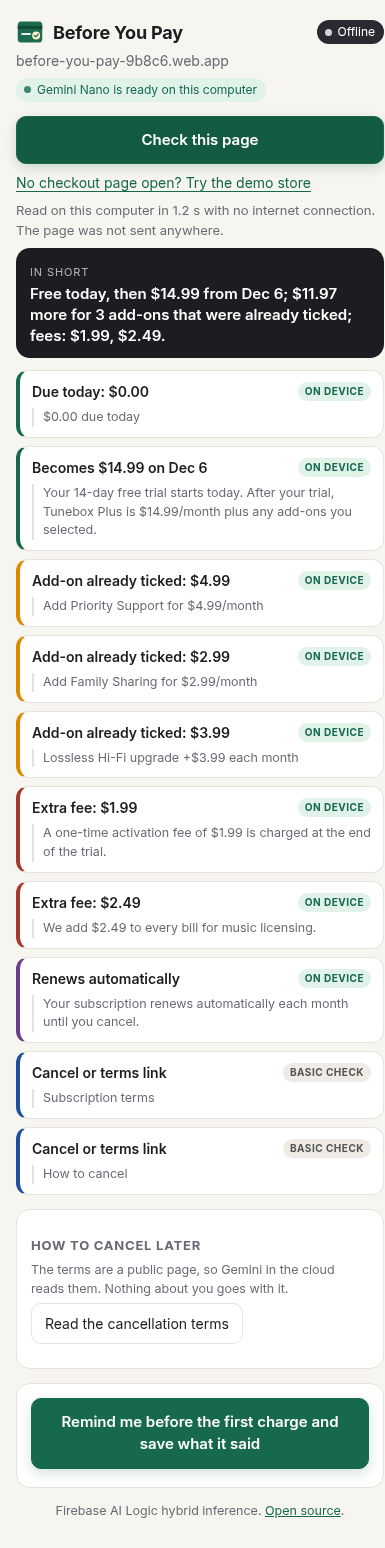 Before You Pay
Offline
before-you-pay-9b8c6.web.app
Gemini Nano is ready on this computer
Check this page
No checkout page open? Try the demo store
Read on this computer in 1.2 s with no internet connection.
The page was not sent anywhere.
IN SHORT
Free today, then $14.99 from Dec 6; $11.97
more for 3 add-ons that were already ticked;
fees: $1.99, $2.49.
Due today: $0.00
ON DEVICE
$0.00 due today
Becomes $14.99 on Dec 6
ON DEVICE
Your 14-day free trial starts today. After your trial,
Tunebox Plus is $14.99/month plus any add-ons you
selected.
Add-on already ticked: $4.99
ON DEVICE
Add Priority Support for $4.99/month
Add-on already ticked: $2.99
ON DEVICE
Add Family Sharing for $2.99/month
Add-on already ticked: $3.99
ON DEVICE
Lossless Hi-Fi upgrade +$3.99 each month
Extra fee: $1.99
ON DEVICE
A one-time activation fee of $1.99 is charged at the end
of the trial.
Extra fee: $2.49
ON DEVICE
We add $2.49 to every bill for music licensing.
Renews automatically
ON DEVICE
Your subscription renews automatically each month
until you cancel.
Cancel or terms link
BASIC CHECK
Subscription terms
Cancel or terms link
BASIC CHECK
How to cancel
HOW TO CANCEL LATER
The terms are a public page, so Gemini in the cloud
reads them. Nothing about you goes with it.
Read the cancellation terms
Remind me before the first charge and
save what it said
Firebase AI Logic hybrid inference. Open source.